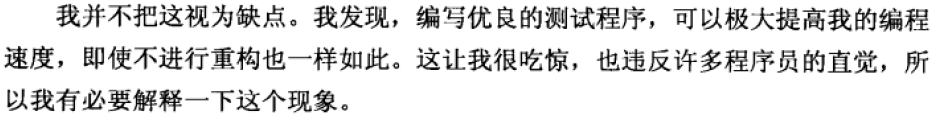 我并不把这视为缺点。我发现，编写优良的测试程序，可以极大提高我的编程
速度，即使不进行重构也一样如此。这让我很吃惊，也违反许多程序员的直觉，所
以我有必要解释一下这个现象。